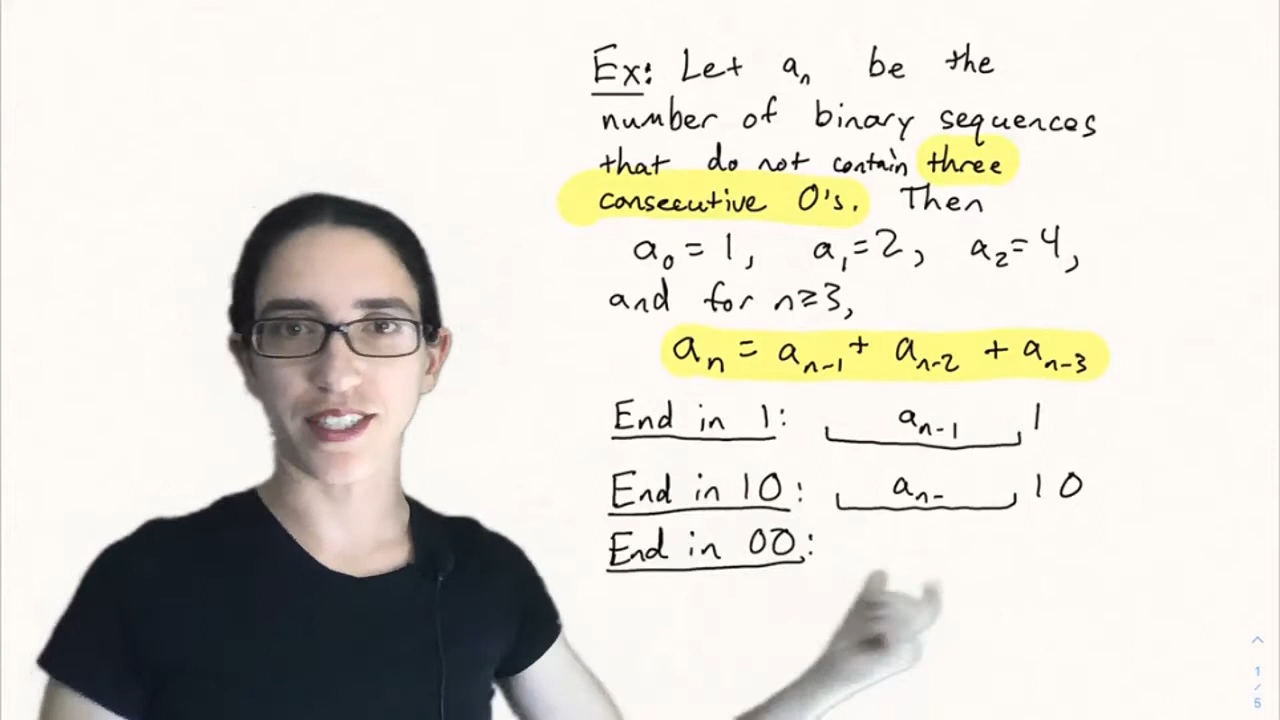 Ex: Let aₙ be the
number of binary sequences
that do not contain three
consecutive 0's. Then
a₀ = 1, a₁ = 2, a₂ = 4,
and for n ≥ 3,
aₙ = aₙ₋₁ + aₙ₋₂ + aₙ₋₃
End in 1: aₙ₋₁ 1
End in 10: aₙ₋ 10
End in 00:
1
/
6